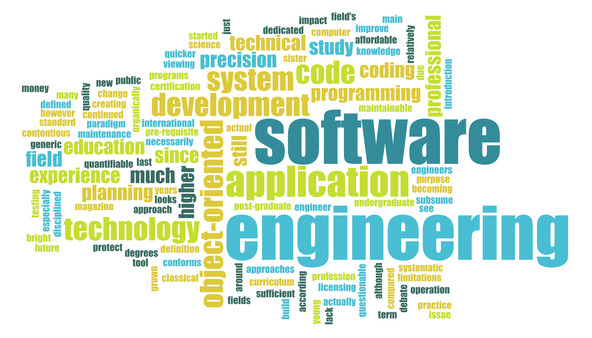 impact field's main
just dedicated computer improve
started science technical study affordable knowledge relatively professional
quicker viewing precision sister
money many quality new public programs certification system code coding due introduction
defined however standard contentious change creating continued paradigm maintenance organically development programming maintainable
international pre-requisite necessarily actual software
generic education since still
field quantifiable last object-oriented
experience much higher application engineers purpose becoming
testing especially disciplined planning years magazine looks approach post-graduate engineer undergraduate subsume see
technology definition engineering
bright future protect degrees tool conforms
grown classical around approaches profession although systematic limitations
curriculum licensing questionable compared
fields sufficient according actually debate operation
build young lack term practice issue